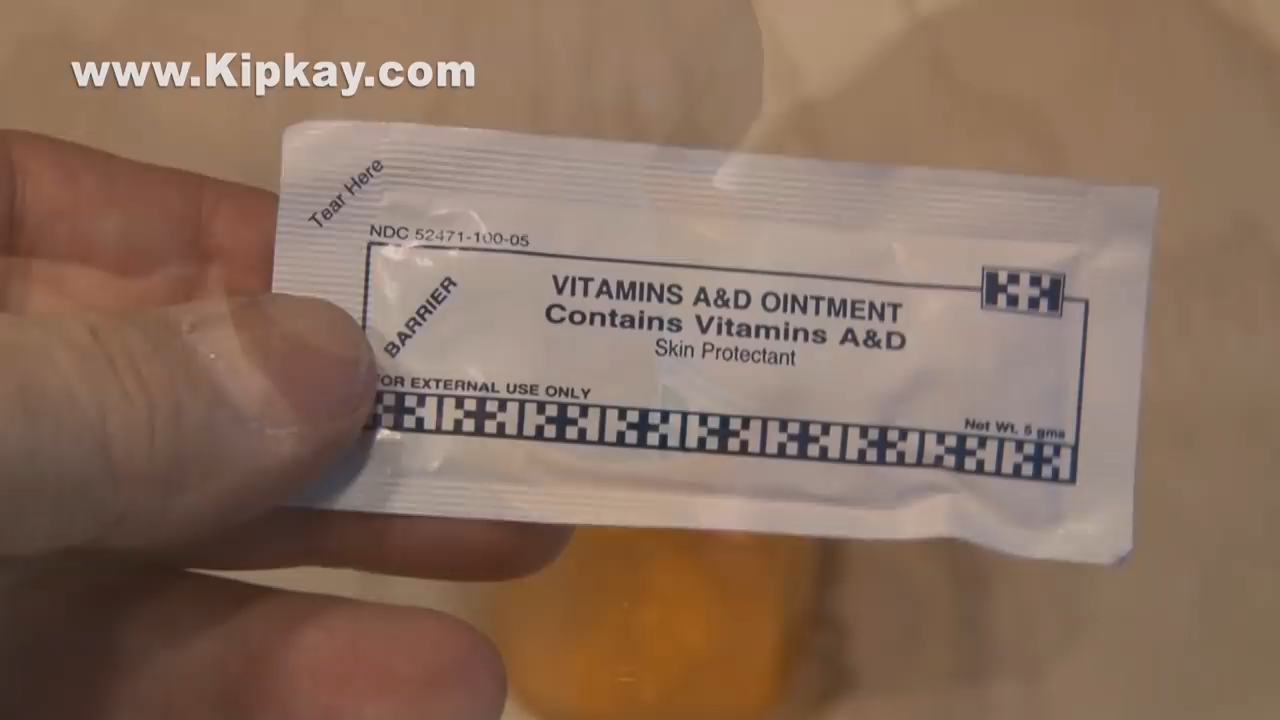 www.Kipkay.com
Tear Here
NDC 52471-100-05
BARRIER
VITAMINS A&D OINTMENT
Contains Vitamins A&D
Skin Protectant
OR EXTERNAL USE ONLY
Net Wt. 5 gms